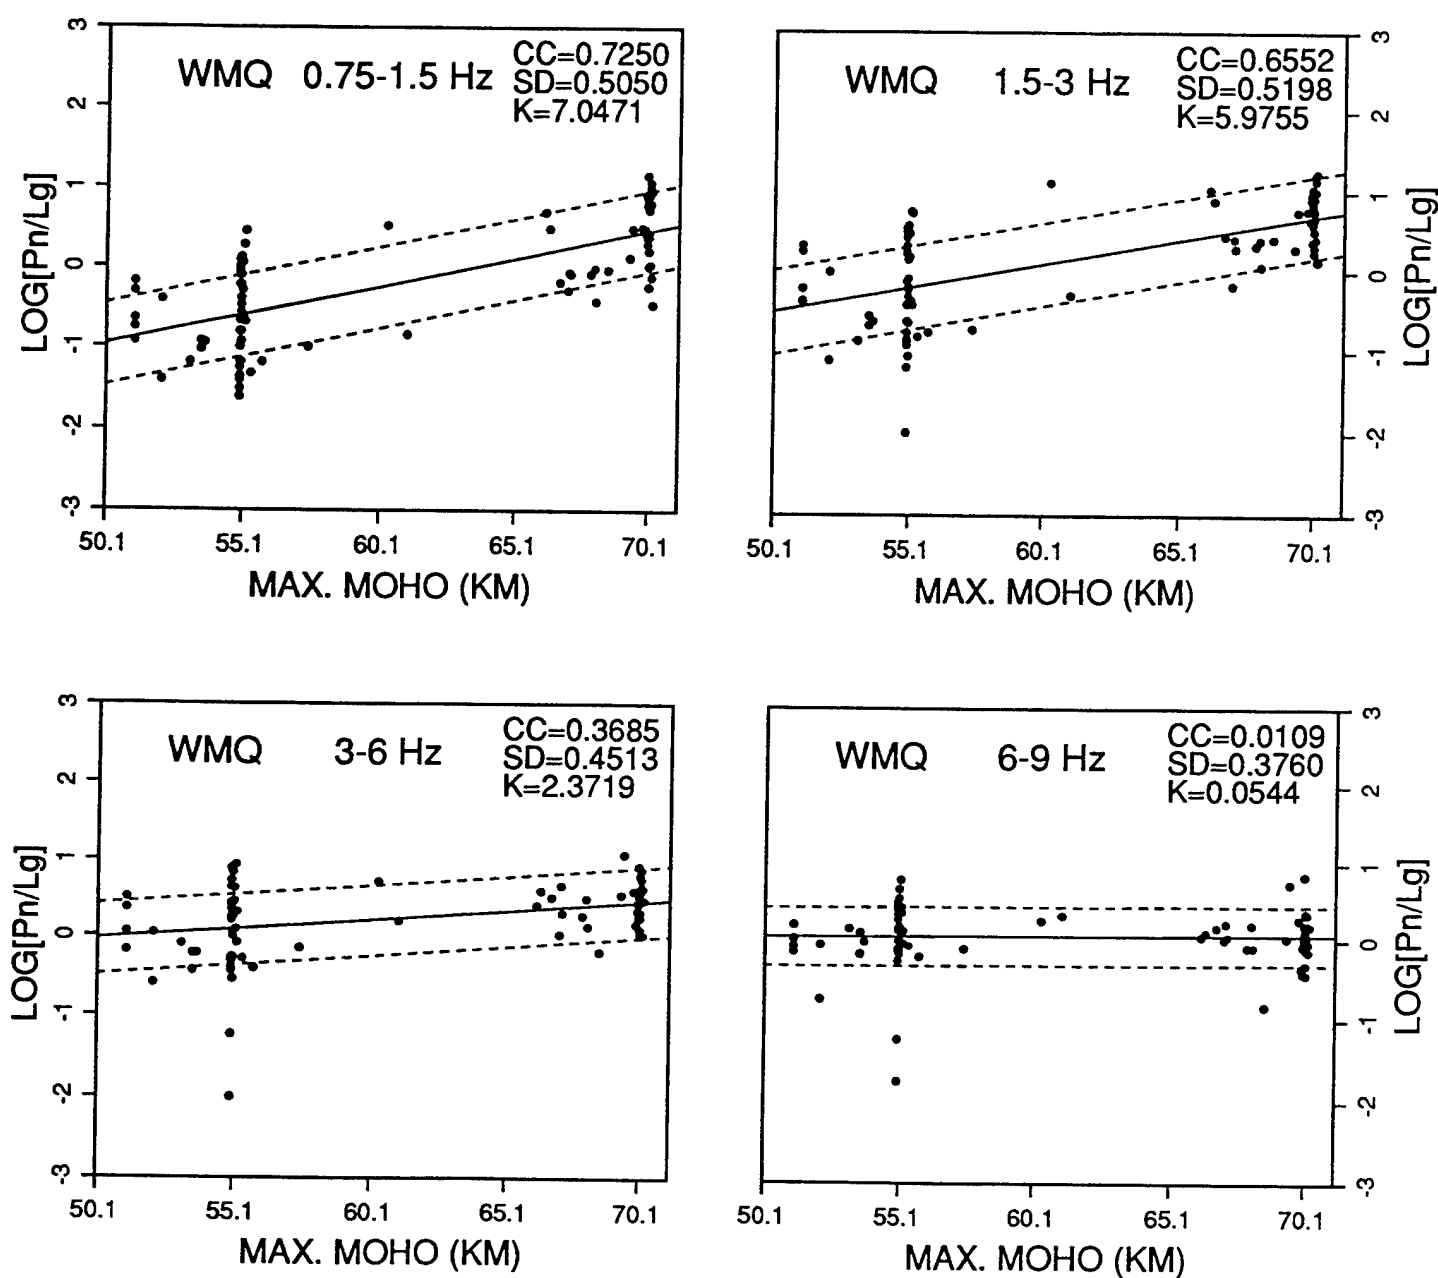 WMQ 0.75-1.5 Hz
CC=0.7250
SD=0.5050
K=7.0471
LOG[Pn/Lg]
3
2
1
0
-1
-2
-3
50.1 55.1 60.1 65.1 70.1
MAX. MOHO (KM)
WMQ 1.5-3 Hz
CC=0.6552
SD=0.5198
K=5.9755
3
2
1
0
-1
-2
-3
LOG[Pn/Lg]
50.1 55.1 60.1 65.1 70.1
MAX. MOHO (KM)
WMQ 3-6 Hz
CC=0.3685
SD=0.4513
K=2.3719
LOG[Pn/Lg]
3
2
1
0
-1
-2
-3
50.1 55.1 60.1 65.1 70.1
MAX. MOHO (KM)
WMQ 6-9 Hz
CC=0.0109
SD=0.3760
K=0.0544
3
2
1
0
-1
-2
-3
LOG[Pn/Lg]
50.1 55.1 60.1 65.1 70.1
MAX. MOHO (KM)